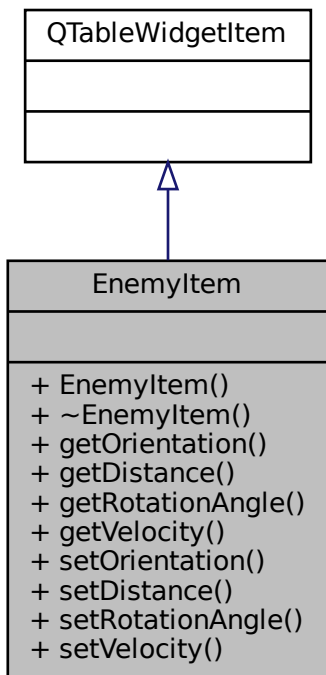 QTableWidgetItem
EnemyItem
+ EnemyItem()
+ ~EnemyItem()
+ getOrientation()
+ getDistance()
+ getRotationAngle()
+ getVelocity()
+ setOrientation()
+ setDistance()
+ setRotationAngle()
+ setVelocity()